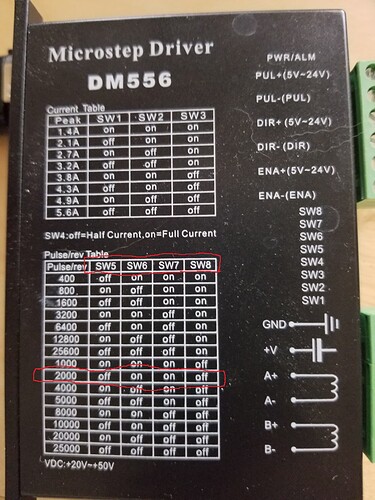 Microstep Driver
DM556
Current Table
Peak SW1 SW2 SW3
1.4A on on on
2.1A off on on
2.7A on off on
3.2A off off on
3.8A on on off
4.3A off on off
4.9A on off off
5.6A off off off
SW4:off=Half Current,on=Full Current
Pulse/rev Table
Pulse/rev SW5 SW6 SW7 SW8
400 off on on on
800 on off on on
1600 off off on on
3200 on on off on
6400 off on off on
12800 on off off on
25600 off off off on
1000 on on on off
2000 off on on off
4000 on off on off
5000 off off on off
8000 on on off off
10000 off on off off
20000 on off off off
25000 off off off off
VDC:+20V~+50V
PWR/ALM
PUL+(5V~24V)
PUL-(PUL)
DIR+(5V~24V)
DIR-(DIR)
ENA+(5V~24V)
ENA-(ENA)
SW8
SW7
SW6
SW5
SW4
SW3
SW2
SW1
GND
+V
A+
A-
B+
B-